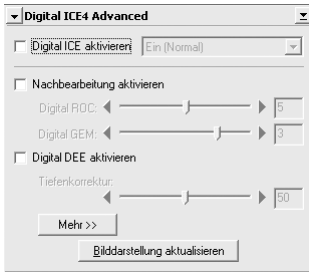 Digital ICE4 Advanced
Digital ICE aktivieren Ein (Normal)
Nachbearbeitung aktivieren
Digital ROC: 5
Digital GEM: 3
Digital DEE aktivieren
Tiefenkorrektur:
50
Mehr >>
Bilddarstellung aktualisieren